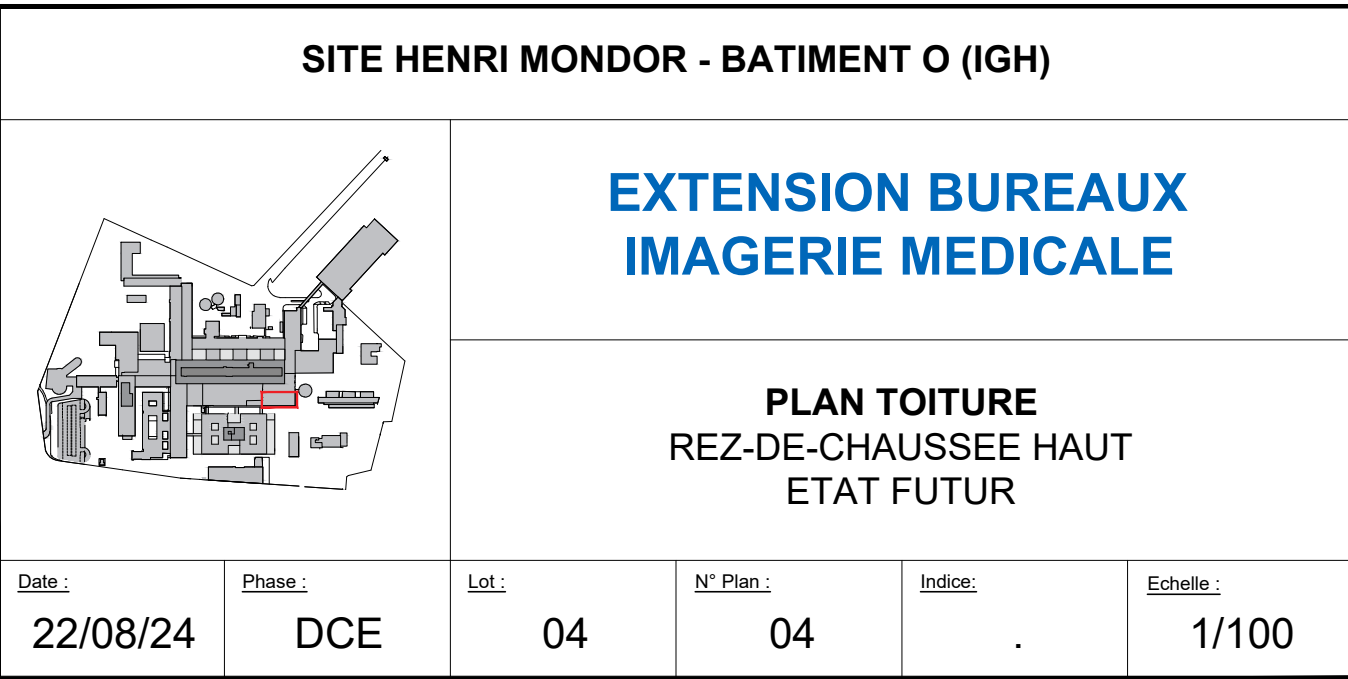 SITE HENRI MONDOR - BATIMENT O (IGH)
EXTENSION BUREAUX
IMAGERIE MEDICALE
PLAN TOITURE
REZ-DE-CHAUSSEE HAUT
ETAT FUTUR
Date :
22/08/24
Phase :
DCE
Lot :
04
N° Plan :
04
Indice:
.
Echelle :
1/100